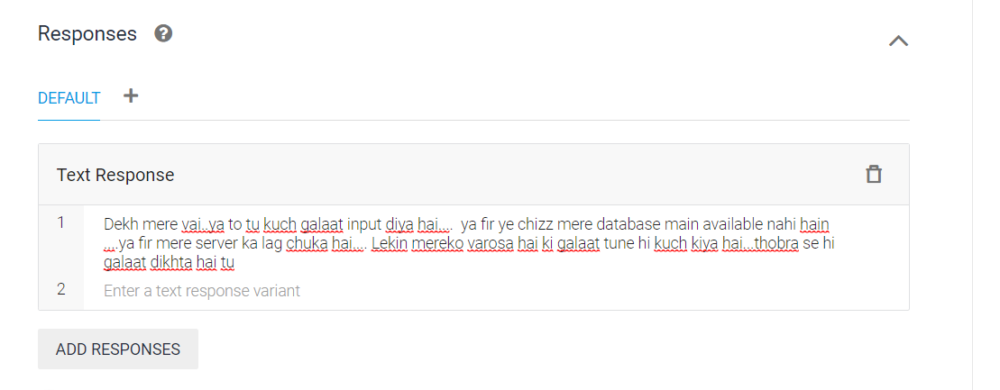 Responses ?
DEFAULT +
Text Response
1 Dekh mere vai..ya to tu kuch galaat input diya hai.... ya fir ye chizz mere database main available nahi hain
....ya fir mere server ka lag chuka hai.... Lekin mereko varosa hai ki galaat tune hi kuch kiya hai...thobra se hi
galaat dikhta hai tu
2 Enter a text response variant
ADD RESPONSES